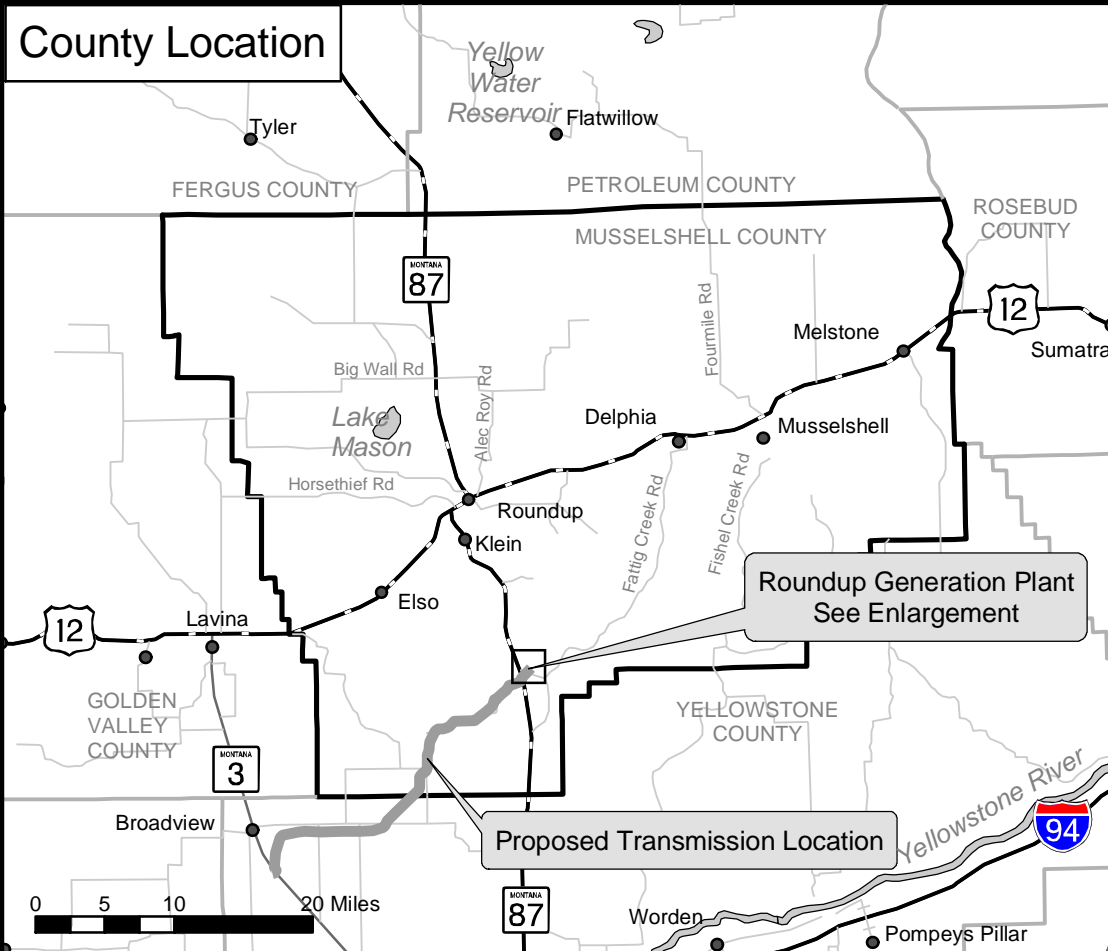 County Location
Yellow
Water
Reservoir
Flatwillow
Tyler
FERGUS COUNTY
PETROLEUM COUNTY
ROSEBUD
COUNTY
MUSSELSHELL COUNTY
MONTANA
87
12
Melstone
Sumatra
Fourmile Rd
Big Wall Rd
Alec Roy Rd
Lake
Mason
Delphia
Musselshell
Horsethief Rd
Roundup
Klein
Fattig Creek Rd
Fishel Creek Rd
Roundup Generation Plant
See Enlargement
Elso
12
Lavina
GOLDEN
VALLEY
COUNTY
YELLOWSTONE
COUNTY
MONTANA
3
Broadview
Proposed Transmission Location
Yellowstone River
94
0 5 10 20 Miles
MONTANA
87
Worden
Pompeys Pillar